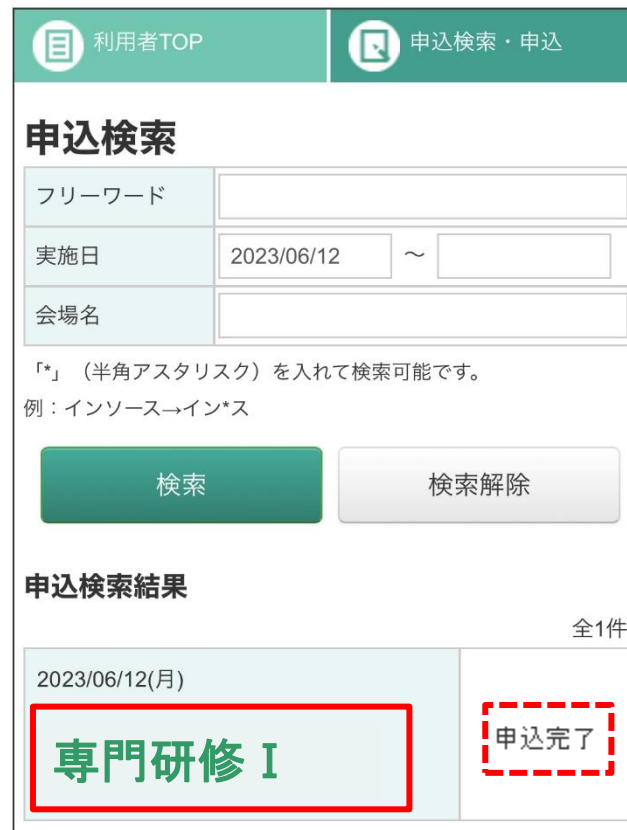 利用者TOP 申込検索・申込
申込検索
フリーワード
実施日 2023/06/12 ～
会場名
「*」（半角アスタリスク）を入れて検索可能です。
例：インソース→イン*ス
検索 検索解除
申込検索結果
全1件
2023/06/12(月)
専門研修Ⅰ 申込完了